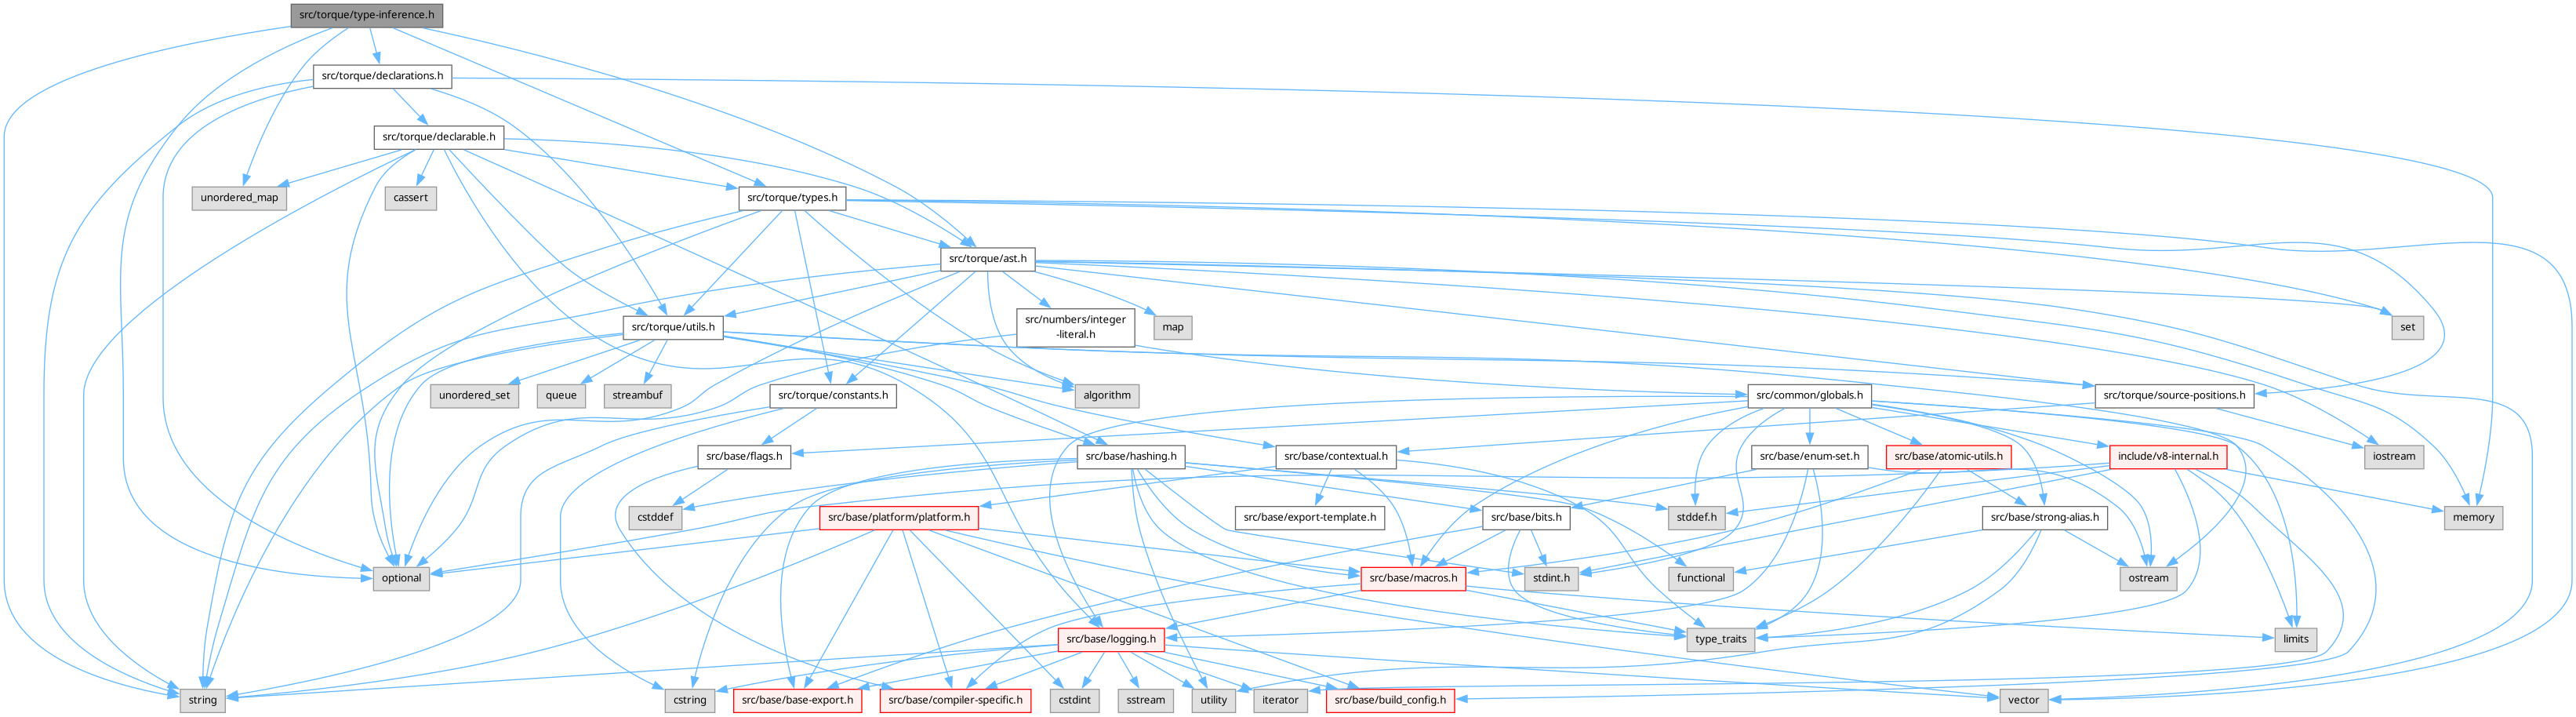 src/torque/type-inference.h
src/torque/declarations.h
src/torque/declarable.h
unordered_map
cassert
src/torque/types.h
src/torque/ast.h
src/torque/utils.h
src/numbers/integer
-literal.h
map
set
unordered_set
queue
streambuf
src/torque/constants.h
algorithm
src/common/globals.h
src/torque/source-positions.h
src/base/flags.h
src/base/hashing.h
src/base/contextual.h
src/base/enum-set.h
src/base/atomic-utils.h
include/v8-internal.h
iostream
cstddef
src/base/platform/platform.h
src/base/export-template.h
src/base/bits.h
stddef.h
src/base/strong-alias.h
memory
optional
src/base/macros.h
stdint.h
functional
ostream
src/base/logging.h
type_traits
limits
string
cstring
src/base/base-export.h
src/base/compiler-specific.h
cstdint
sstream
utility
iterator
src/base/build_config.h
vector